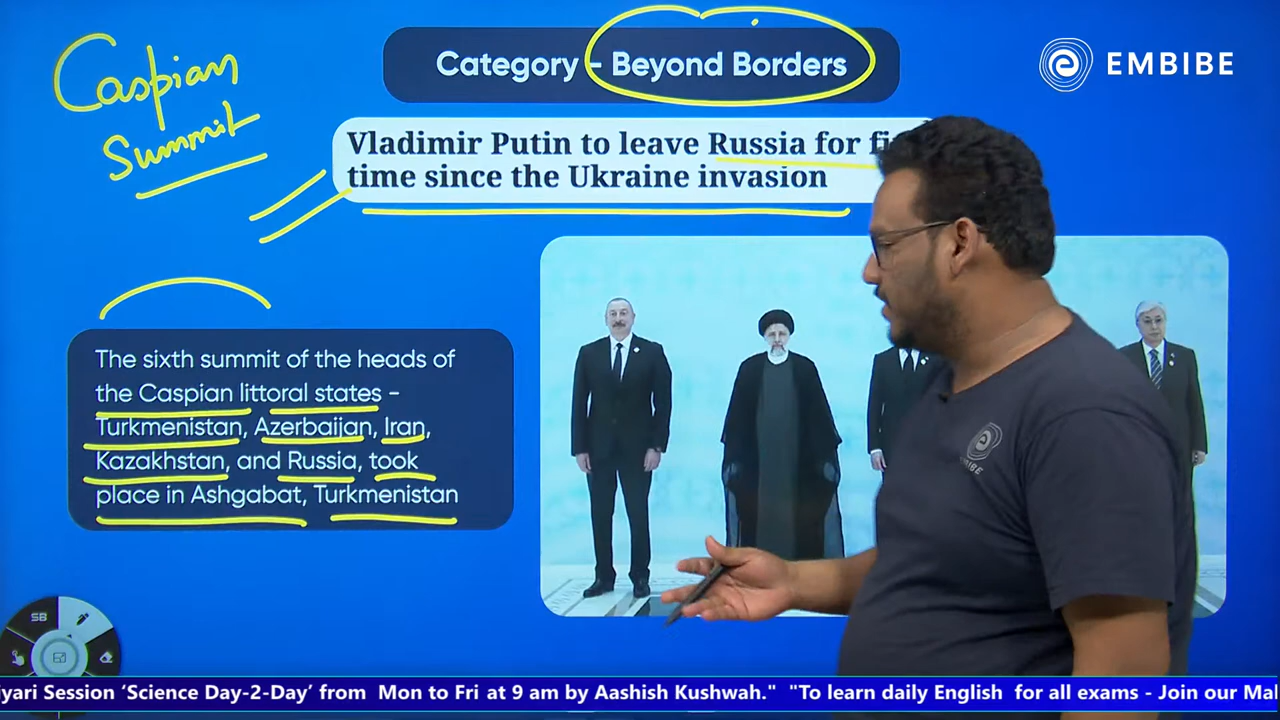 Caspian
Summit
Category - Beyond Borders
EMBIBE
Vladimir Putin to leave Russia for
time since the Ukraine invasion
The sixth summit of the heads of
the Caspian littoral states -
Turkmenistan, Azerbaijan, Iran,
Kazakhstan, and Russia, took
place in Ashgabat, Turkmenistan
EMBIBE
SB
iyari Session ‘Science Day-2-Day’ from Mon to Fri at 9 am by Aashish Kushwah." "To learn daily English for all exams - Join our Mal